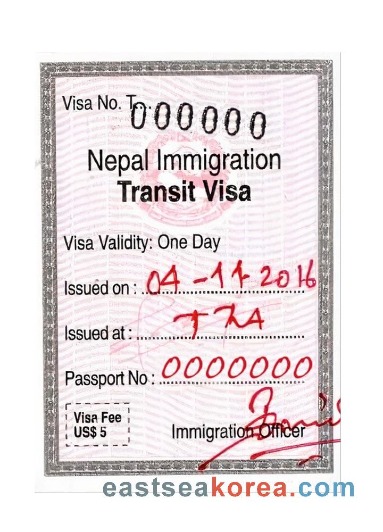 Visa No. T... 000000
Nepal Immigration
Transit Visa
Visa Validity: One Day
Issued on : 04-11 2016
Issued at : TIA
Passport No : 0000000
Visa Fee
US$ 5
Immigration Officer
eastseakorea.com